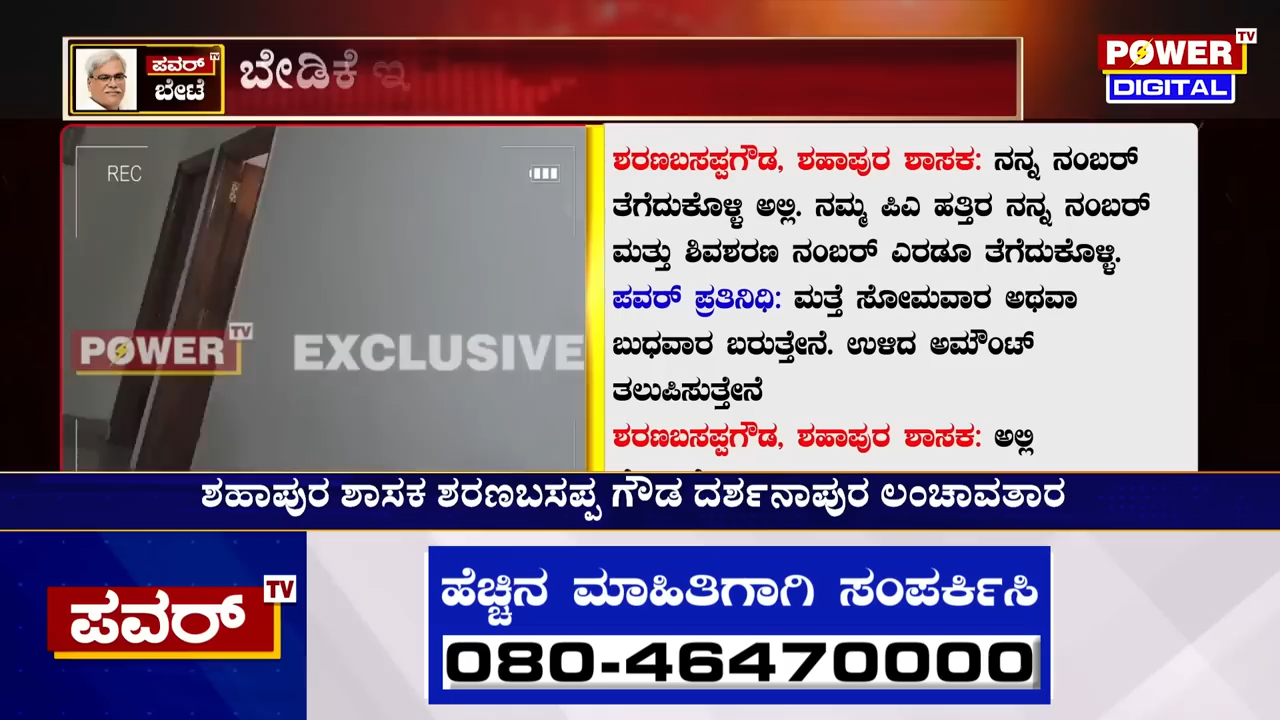 ಪವರ್ TV
ಬೇಟೆ
ಬೇಡಿಕೆ ಇ
POWER TV
DIGITAL
REC
POWER TV
EXCLUSIVE
ಶರಣಬಸಪ್ಪಗೌಡ, ಶಹಾಪುರ ಶಾಸಕ: ನನ್ನ ನಂಬರ್
ತೆಗೆದುಕೊಳ್ಳಿ ಅಲ್ಲಿ. ನಮ್ಮ ಪಿಎ ಹತ್ತಿರ ನನ್ನ ನಂಬರ್
ಮತ್ತು ಶಿವಶರಣ ನಂಬರ್ ಎರಡೂ ತೆಗೆದುಕೊಳ್ಳಿ.
ಪವರ್ ಪ್ರತಿನಿಧಿ: ಮತ್ತೆ ಸೋಮವಾರ ಅಥವಾ
ಬುಧವಾರ ಬರುತ್ತೇನೆ. ಉಳಿದ ಅಮೌಂಟ್
ತಲುಪಿಸುತ್ತೇನೆ
ಶರಣಬಸಪ್ಪಗೌಡ, ಶಹಾಪುರ ಶಾಸಕ: ಅಲ್ಲಿ
ಶಹಾಪುರ ಶಾಸಕ ಶರಣಬಸಪ್ಪ ಗೌಡ ದರ್ಶನಾಪುರ ಲಂಚಾವತಾರ
ಪವರ್ TV
ಹೆಚ್ಚಿನ ಮಾಹಿತಿಗಾಗಿ ಸಂಪರ್ಕಿಸಿ
080-46470000